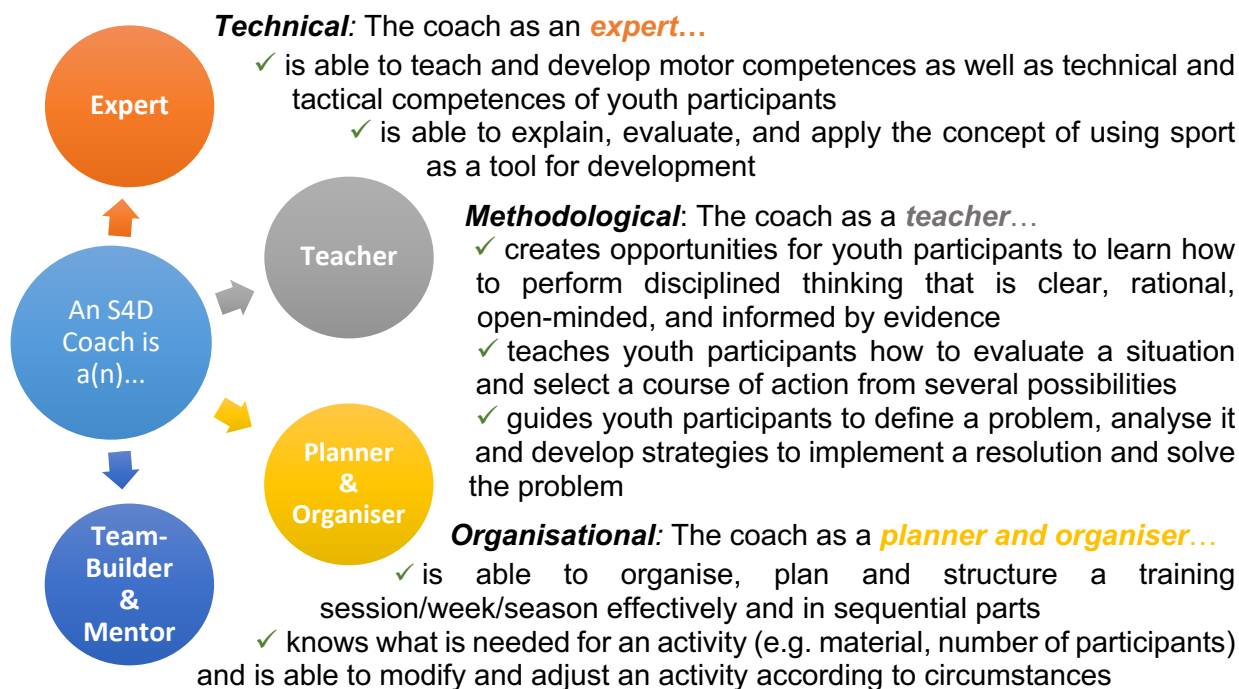 Technical: The coach as an expert…
✓ is able to teach and develop motor competences as well as technical and
tactical competences of youth participants
✓ is able to explain, evaluate, and apply the concept of using sport
as a tool for development
Expert
Methodological: The coach as a teacher…
✓ creates opportunities for youth participants to learn how
to perform disciplined thinking that is clear, rational,
open-minded, and informed by evidence
✓ teaches youth participants how to evaluate a situation
and select a course of action from several possibilities
✓ guides youth participants to define a problem, analyse it
and develop strategies to implement a resolution and solve
the problem
Teacher
An S4D
Coach is
a(n)...
Planner
&
Organiser
Organisational: The coach as a planner and organiser…
✓ is able to organise, plan and structure a training
session/week/season effectively and in sequential parts
✓ knows what is needed for an activity (e.g. material, number of participants)
and is able to modify and adjust an activity according to circumstances
Team-
Builder
&
Mentor